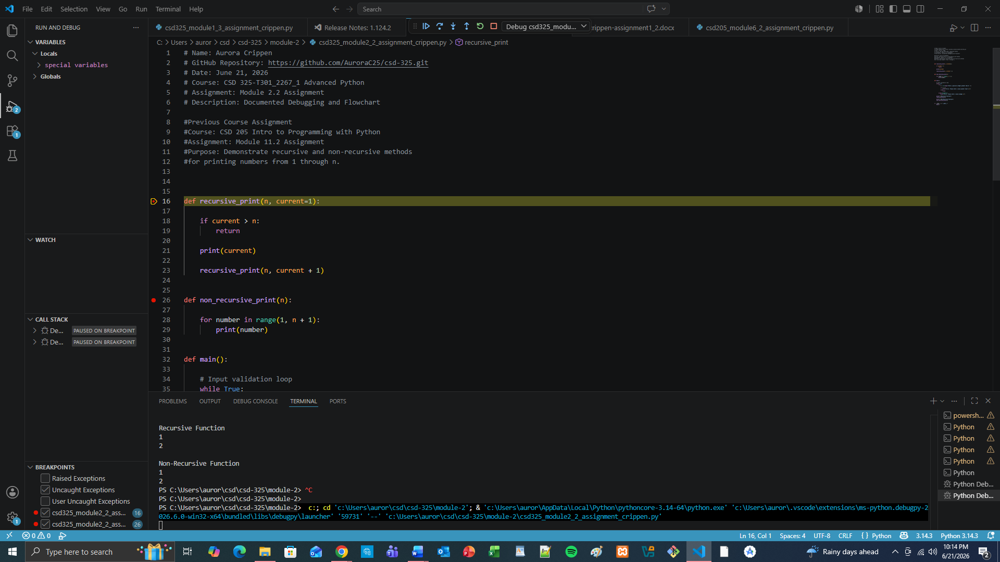 File Edit Selection View Go Run Terminal Help
Search
RUN AND DEBUG
csd325_module1_3_assignment_crippen.py
Release Notes: 1.124.2
Debug csd325_modu...
rippen-assignment1_2.docx
csd205_module6_2_assignment_crippen.py
C: > Users > auror > csd > csd-325 > module-2 > csd325_module2_2_assignment_crippen.py > recursive_print
VARIABLES
Locals
special variables
Globals
WATCH
CALL STACK
De... PAUSED ON BREAKPOINT
De... PAUSED ON BREAKPOINT
BREAKPOINTS
Raised Exceptions
Uncaught Exceptions
User Uncaught Exceptions
csd325_module2_2_ass... 16
csd325_module2_2_ass... 26
2
1
1
1 # Name: Aurora Crippen
2 # GitHub Repository: https://github.com/AuroraC25/csd-325.git
3 # Date: June 21, 2026
4 # Course: CSD 325-T301_2267_1 Advanced Python
5 # Assignment: Module 2.2 Assignment
6 # Description: Documented Debugging and Flowchart
7
8 #Previous Course Assignment
9 #Course: CSD 205 Intro to Programming with Python
10 #Assignment: Module 11.2 Assignment
11 #Purpose: Demonstrate recursive and non-recursive methods
12 #for printing numbers from 1 through n.
13
14
15
16 def recursive_print(n, current=1):
17
18 if current > n:
19 return
20
21 print(current)
22
23 recursive_print(n, current + 1)
24
25
26 def non_recursive_print(n):
27
28 for number in range(1, n + 1):
29 print(number)
30
31
32 def main():
33
34 # Input validation loop
35 while True:
PROBLEMS OUTPUT DEBUG CONSOLE TERMINAL PORTS
Recursive Function
1
2
Non-Recursive Function
1
2
PS C:\Users\auror\csd\csd-325\module-2> ^C
PS C:\Users\auror\csd\csd-325\module-2>
PS C:\Users\auror\csd\csd-325\module-2> c:; cd 'c:\Users\auror\csd\csd-325\module-2'; & 'c:\Users\auror\AppData\Local\Python\pythoncore-3.14-64\python.exe' 'c:\Users\auror\.vscode\extensions\ms-python.debugpy-2
026.6.0-win32-x64\bundled\libs\debugpy\launcher' '59731' '--' 'c:\Users\auror\csd\csd-325\module-2\csd325_module2_2_assignment_crippen.py'
powersh...
Python
Python
Python
Python
Python
Python Deb...
Python Deb...
0 0
Ln 16, Col 1 Spaces: 4 UTF-8 CRLF { } Python 3.14.3 Python 3.14.3
Type here to search
Rainy days ahead
10:14 PM
6/21/2026
2